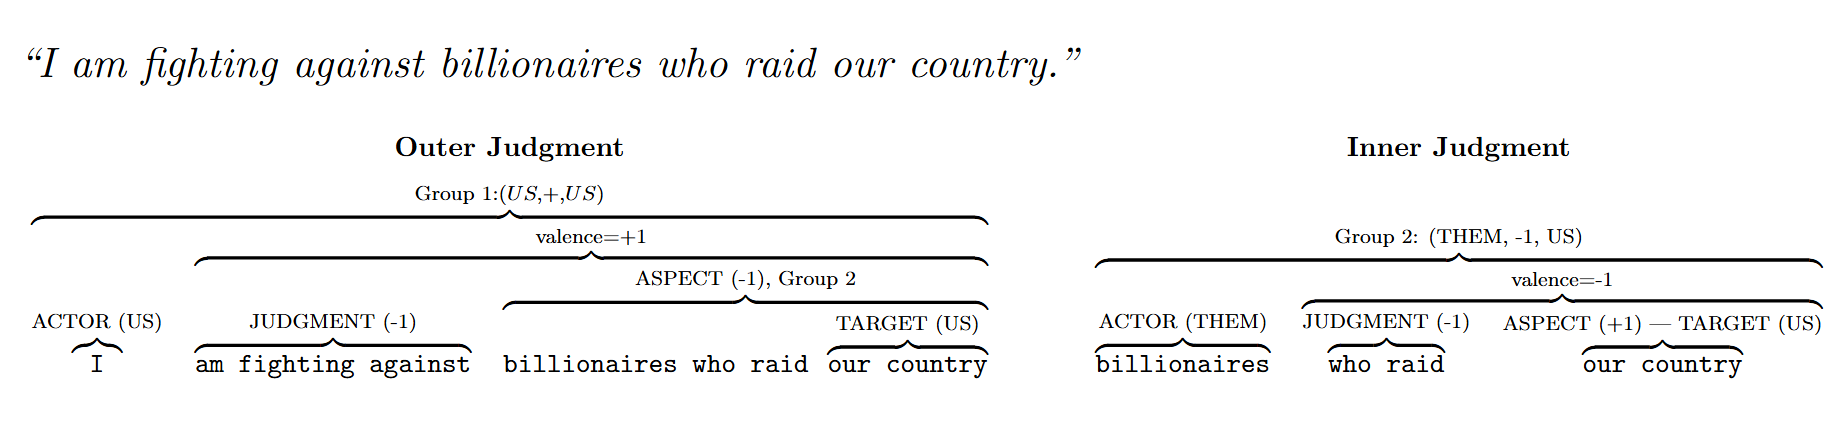 “I am fighting against billionaires who raid our country.”
Outer Judgment
Group 1:(US,+,US)
valence=+1
ASPECT (-1), Group 2
ACTOR (US) JUDGMENT (-1) TARGET (US)
I am fighting against billionaires who raid our country
Inner Judgment
Group 2: (THEM, -1, US)
valence=-1
ACTOR (THEM) JUDGMENT (-1) ASPECT (+1) — TARGET (US)
billionaires who raid our country